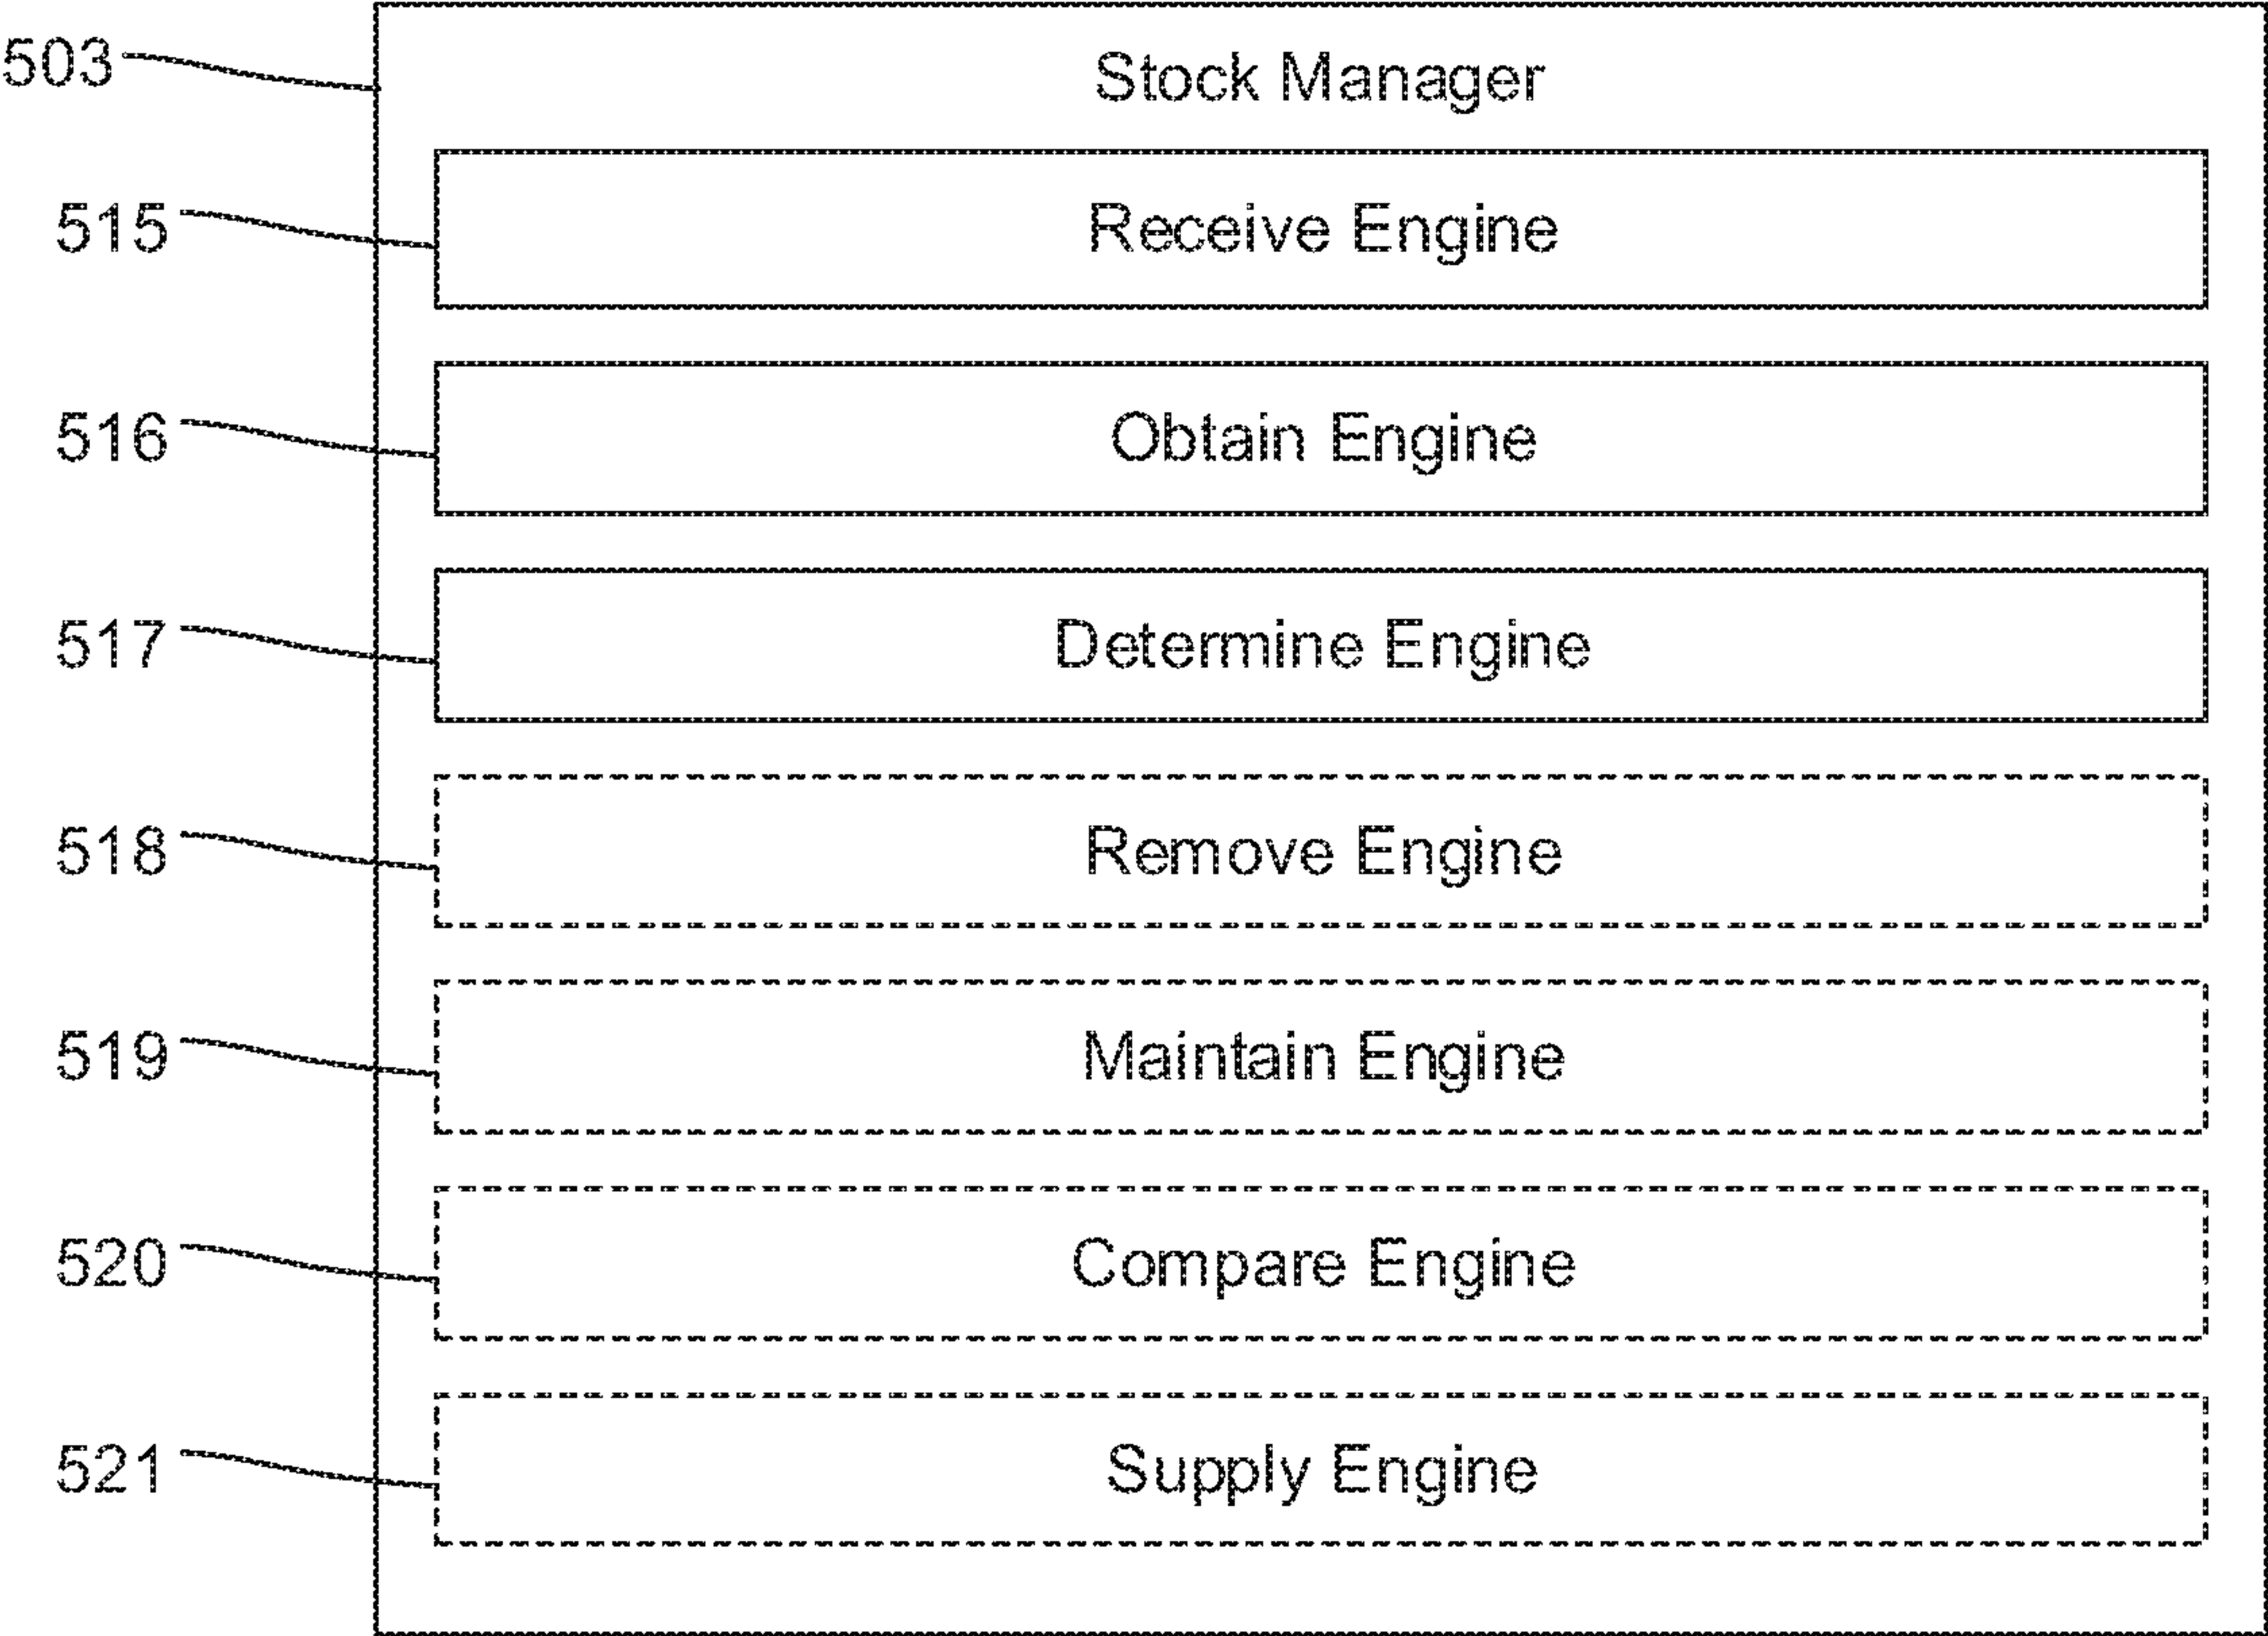 503 Stock Manager
515 Receive Engine
516 Obtain Engine
517 Determine Engine
518 Remove Engine
519 Maintain Engine
520 Compare Engine
521 Supply Engine